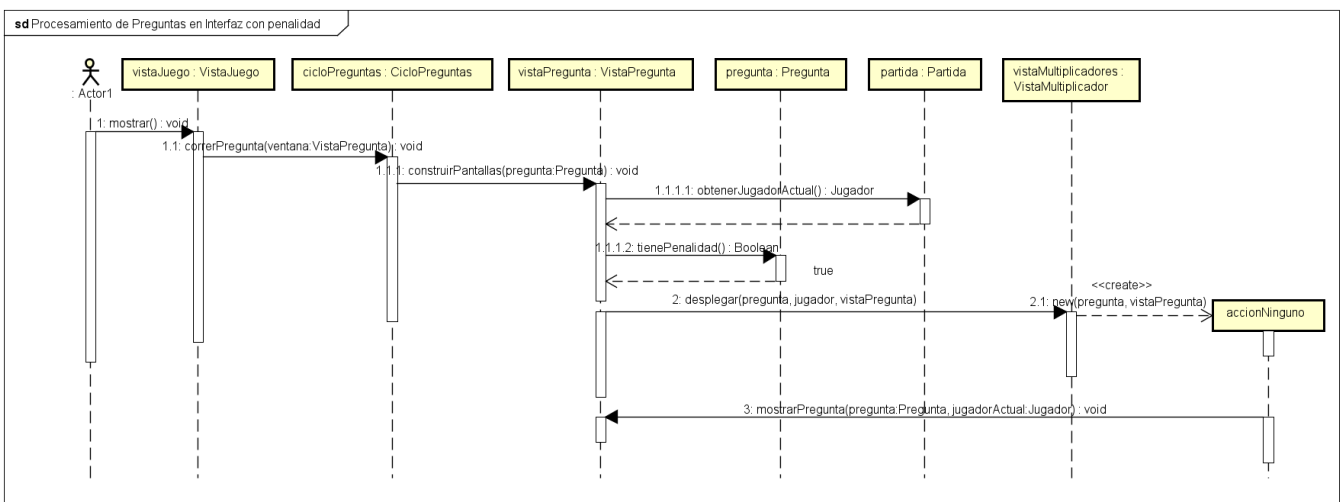 sd Procesamiento de Preguntas en Interfaz con penalidad
: Actor1
vistaJuego : VistaJuego
cicloPreguntas : CicloPreguntas
vistaPregunta : VistaPregunta
pregunta : Pregunta
partida : Partida
vistaMultiplicadores :
VistaMultiplicador
1: mostrar() : void
1.1: correrPregunta(ventana:VistaPregunta) : void
1.1.1: construirPantallas(pregunta:Pregunta) : void
1.1.1.1: obtenerJugadorActual() : Jugador
1.1.1.2: tienePenalidad() : Boolean
true
2: desplegar(pregunta, jugador, vistaPregunta)
<<create>>
2.1: new(pregunta, vistaPregunta)
accionNinguno
3: mostrarPregunta(pregunta:Pregunta, jugadorActual:Jugador) : void